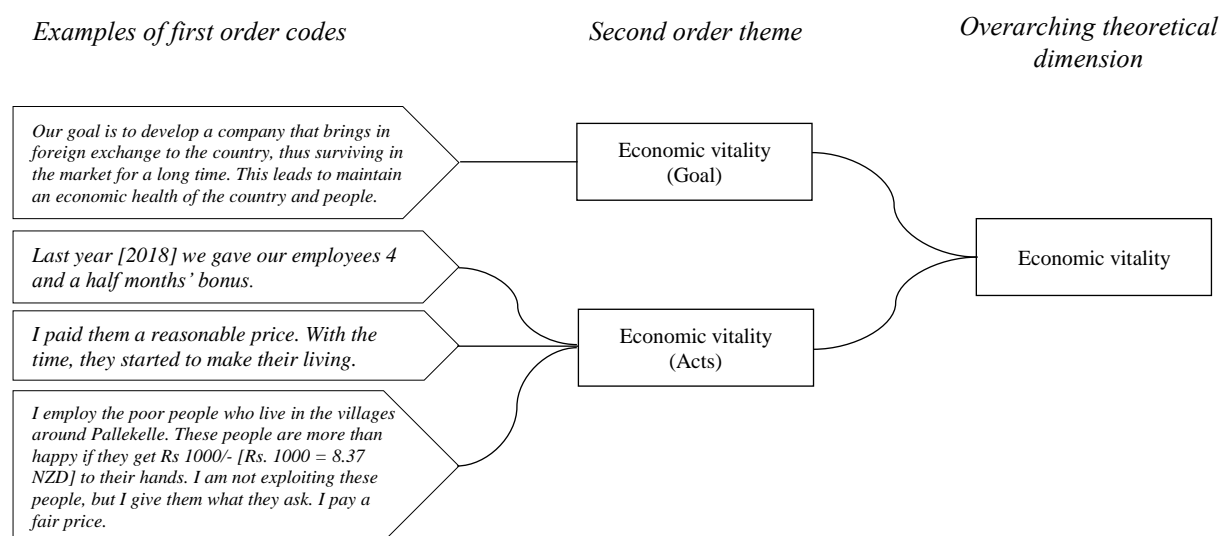 Examples of first order codes
Second order theme
Overarching theoretical
dimension
Our goal is to develop a company that brings in
foreign exchange to the country, thus surviving in
the market for a long time. This leads to maintain
an economic health of the country and people.
Economic vitality
(Goal)
Last year [2018] we gave our employees 4
and a half months’ bonus.
Economic vitality
I paid them a reasonable price. With the
time, they started to make their living.
Economic vitality
(Acts)
I employ the poor people who live in the villages
around Pallekelle. These people are more than
happy if they get Rs 1000/- [Rs. 1000 = 8.37
NZD] to their hands. I am not exploiting these
people, but I give them what they ask. I pay a
fair price.